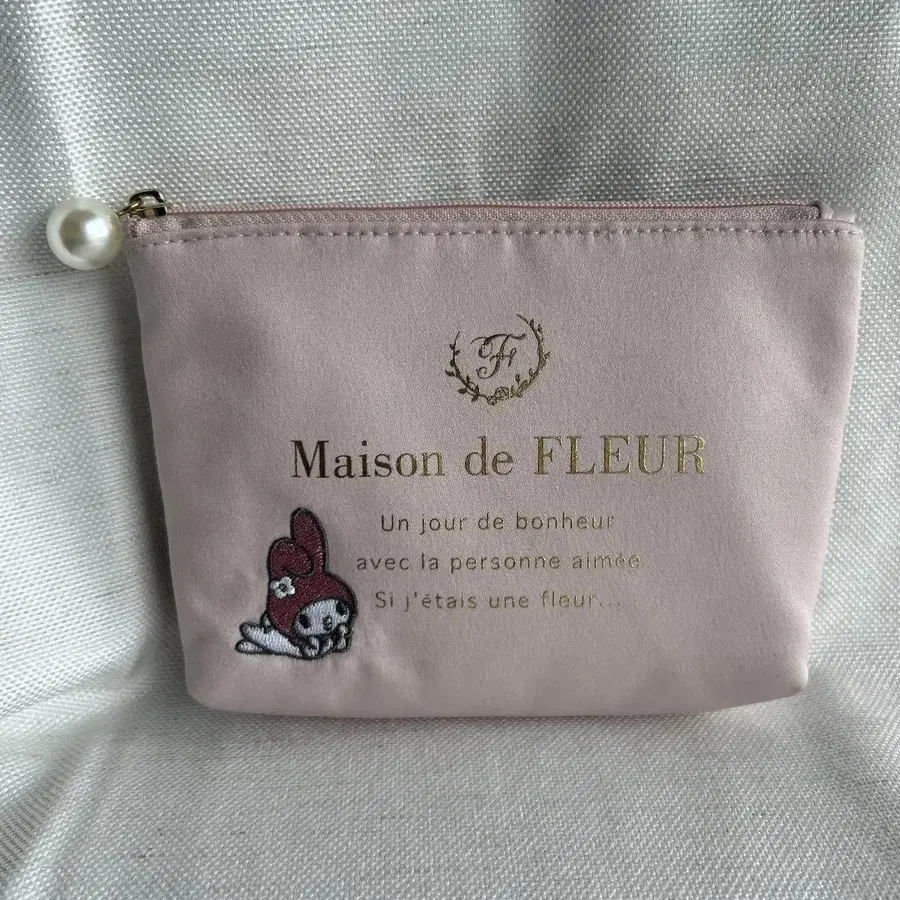 F
Maison de FLEUR
Un jour de bonheur
avec la personne aimée
Si j'étais une fleur...